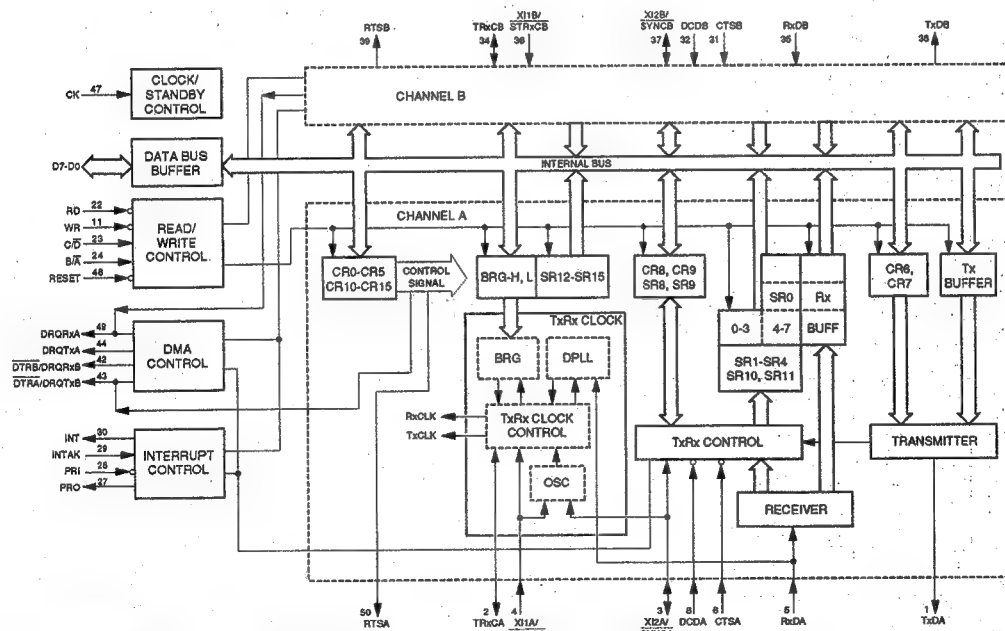 RTSB
39
TRxCB
34
XI1B/
STRxCB
36
XI2B/
SYNCB
37
DCDB
32
CTSB
31
RxDB
35
TxDB
38
CK
47
CLOCK/
STANDBY
CONTROL
CHANNEL B
D7-D0
DATA BUS
BUFFER
INTERNAL BUS
CHANNEL A
RD
22
WR
11
C/D
23
B/A
24
RESET
48
READ/
WRITE
CONTROL
CR0-CR5
CR10-CR15
CONTROL
SIGNAL
BRG-H, L
SR12-SR15
CR8, CR9
SR8, SR9
SR0
Rx
0-3
4-7
BUFF
SR1-SR4
SR10, SR11
CR6,
CR7
Tx
BUFFER
DRQRxA
49
DRQTxA
44
DTRB/DRQRxB
42
DTRA/DRQTxB
43
DMA
CONTROL
TxRx CLOCK
BRG
DPLL
RxCLK
TxCLK
TxRx CLOCK
CONTROL
OSC
TxRx CONTROL
TRANSMITTER
RECEIVER
INT
30
INTAK
29
PRI
28
PRO
27
INTERRUPT
CONTROL
50
RTSA
2
TRxCA
4
XI1A/
3
XI2A/
8
DCDA
6
CTSA
5
RxDA
1
TxDA